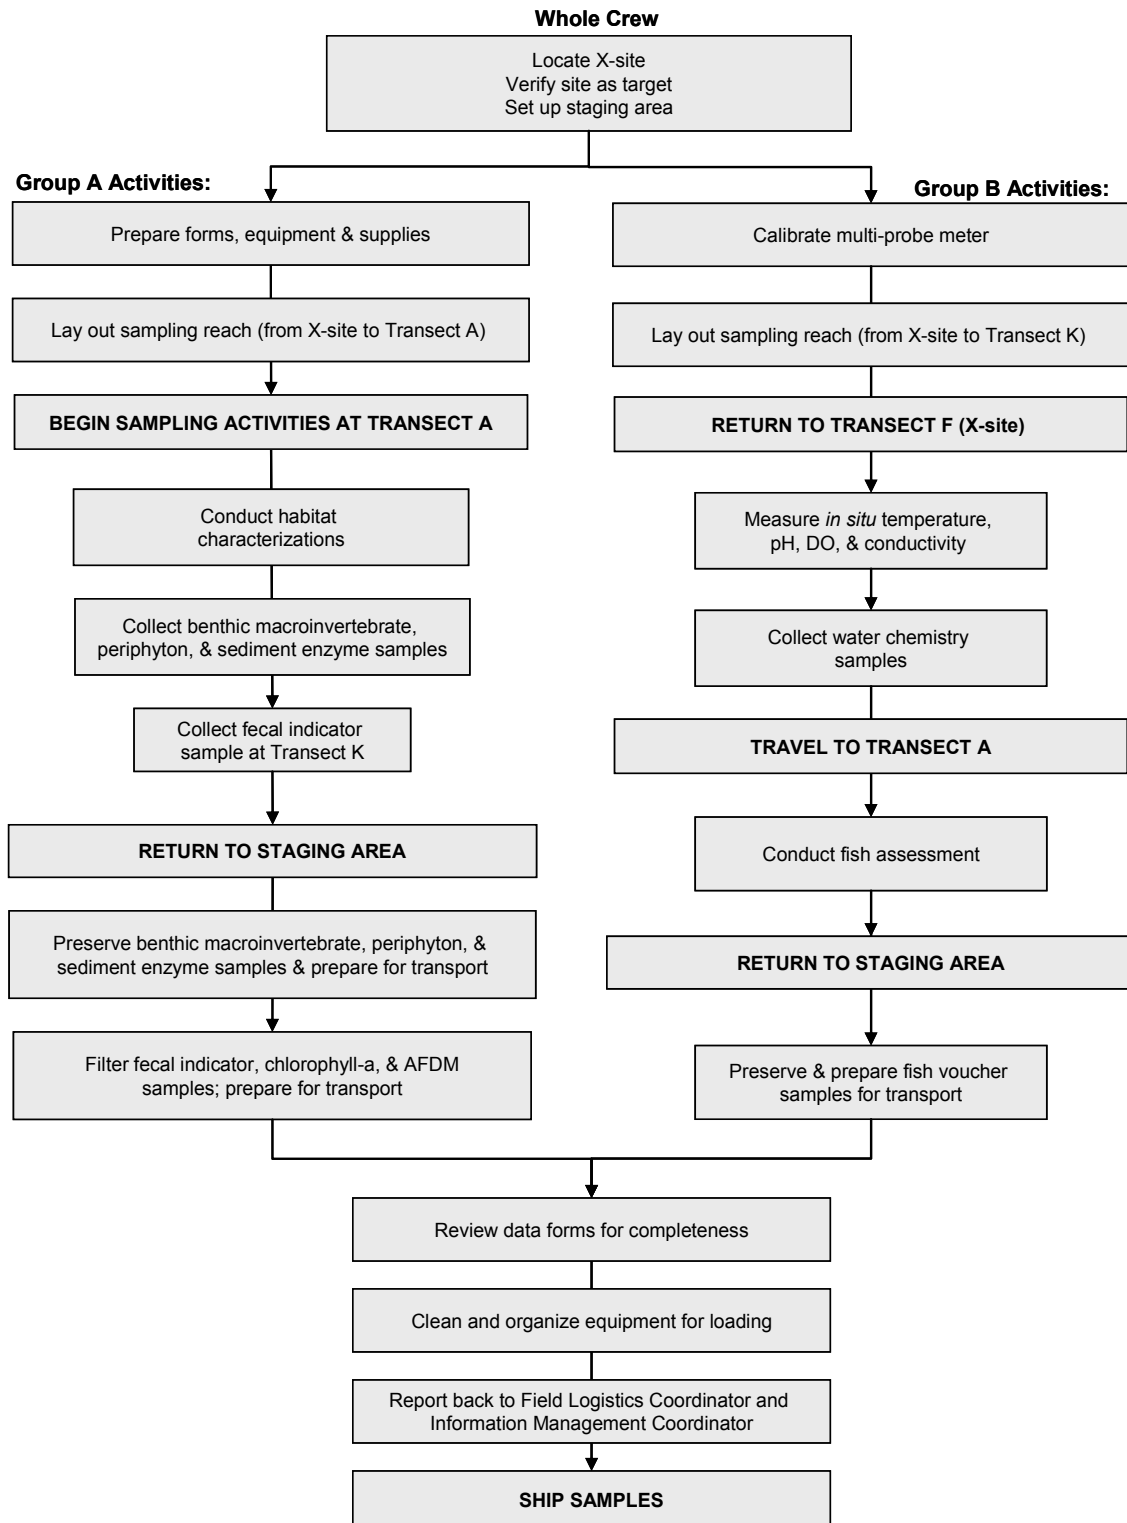 Whole Crew
Locate X-site
Verify site as target
Set up staging area
Group A Activities:
Prepare forms, equipment & supplies
Lay out sampling reach (from X-site to Transect A)
BEGIN SAMPLING ACTIVITIES AT TRANSECT A
Conduct habitat
characterizations
Collect benthic macroinvertebrate,
periphyton, & sediment enzyme samples
Collect fecal indicator
sample at Transect K
RETURN TO STAGING AREA
Preserve benthic macroinvertebrate, periphyton, &
sediment enzyme samples & prepare for transport
Filter fecal indicator, chlorophyll-a, & AFDM
samples; prepare for transport
Group B Activities:
Calibrate multi-probe meter
Lay out sampling reach (from X-site to Transect K)
RETURN TO TRANSECT F (X-site)
Measure in situ temperature,
pH, DO, & conductivity
Collect water chemistry
samples
TRAVEL TO TRANSECT A
Conduct fish assessment
RETURN TO STAGING AREA
Preserve & prepare fish voucher
samples for transport
Review data forms for completeness
Clean and organize equipment for loading
Report back to Field Logistics Coordinator and
Information Management Coordinator
SHIP SAMPLES